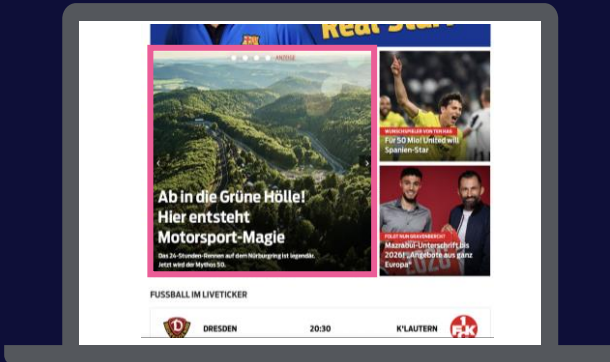 Real Star
ANZEIGE
Ab in die Grüne Hölle!
Hier entsteht
Motorsport-Magie
Das 24-Stunden-Rennen auf dem Nürburgring ist legendär.
Jetzt wird der Mythos 50.
WUNSCHSPIELER VON TEN HAG
Für 50 Mio! United will
Spanien-Star
FOLGT NUN GRAVENBERCH?
Mazraoui-Unterschrift bis
2026! „Angebote aus ganz
Europa"
2026
FUSSBALL IM LIVETICKER
DRESDEN
20:30
K'LAUTERN